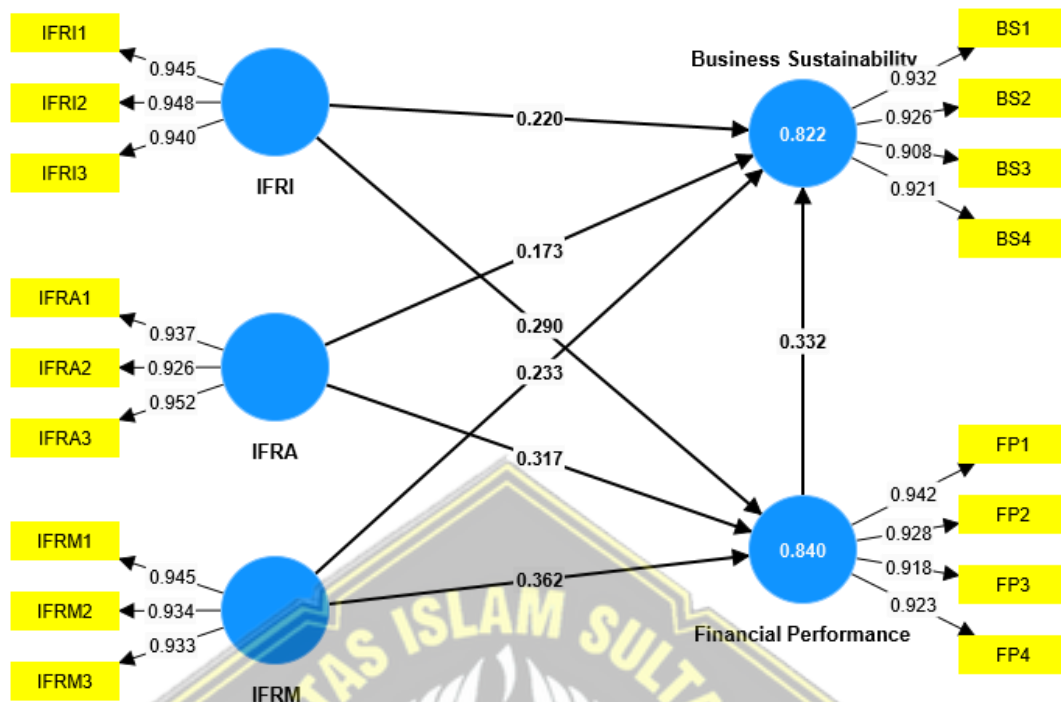 IFRI1
IFRI2
IFRI3
0.945
0.948
0.940
IFRI
IFRA1
IFRA2
IFRA3
0.937
0.926
0.952
IFRA
IFRM1
IFRM2
IFRM3
0.945
0.934
0.933
IFRM
0.220
0.173
0.290
0.233
0.317
0.362
0.332
Business Sustainability
0.822
0.932
0.926
0.908
0.921
BS1
BS2
BS3
BS4
0.840
Financial Performance
0.942
0.928
0.918
0.923
FP1
FP2
FP3
FP4
TAS ISLAM SULTA